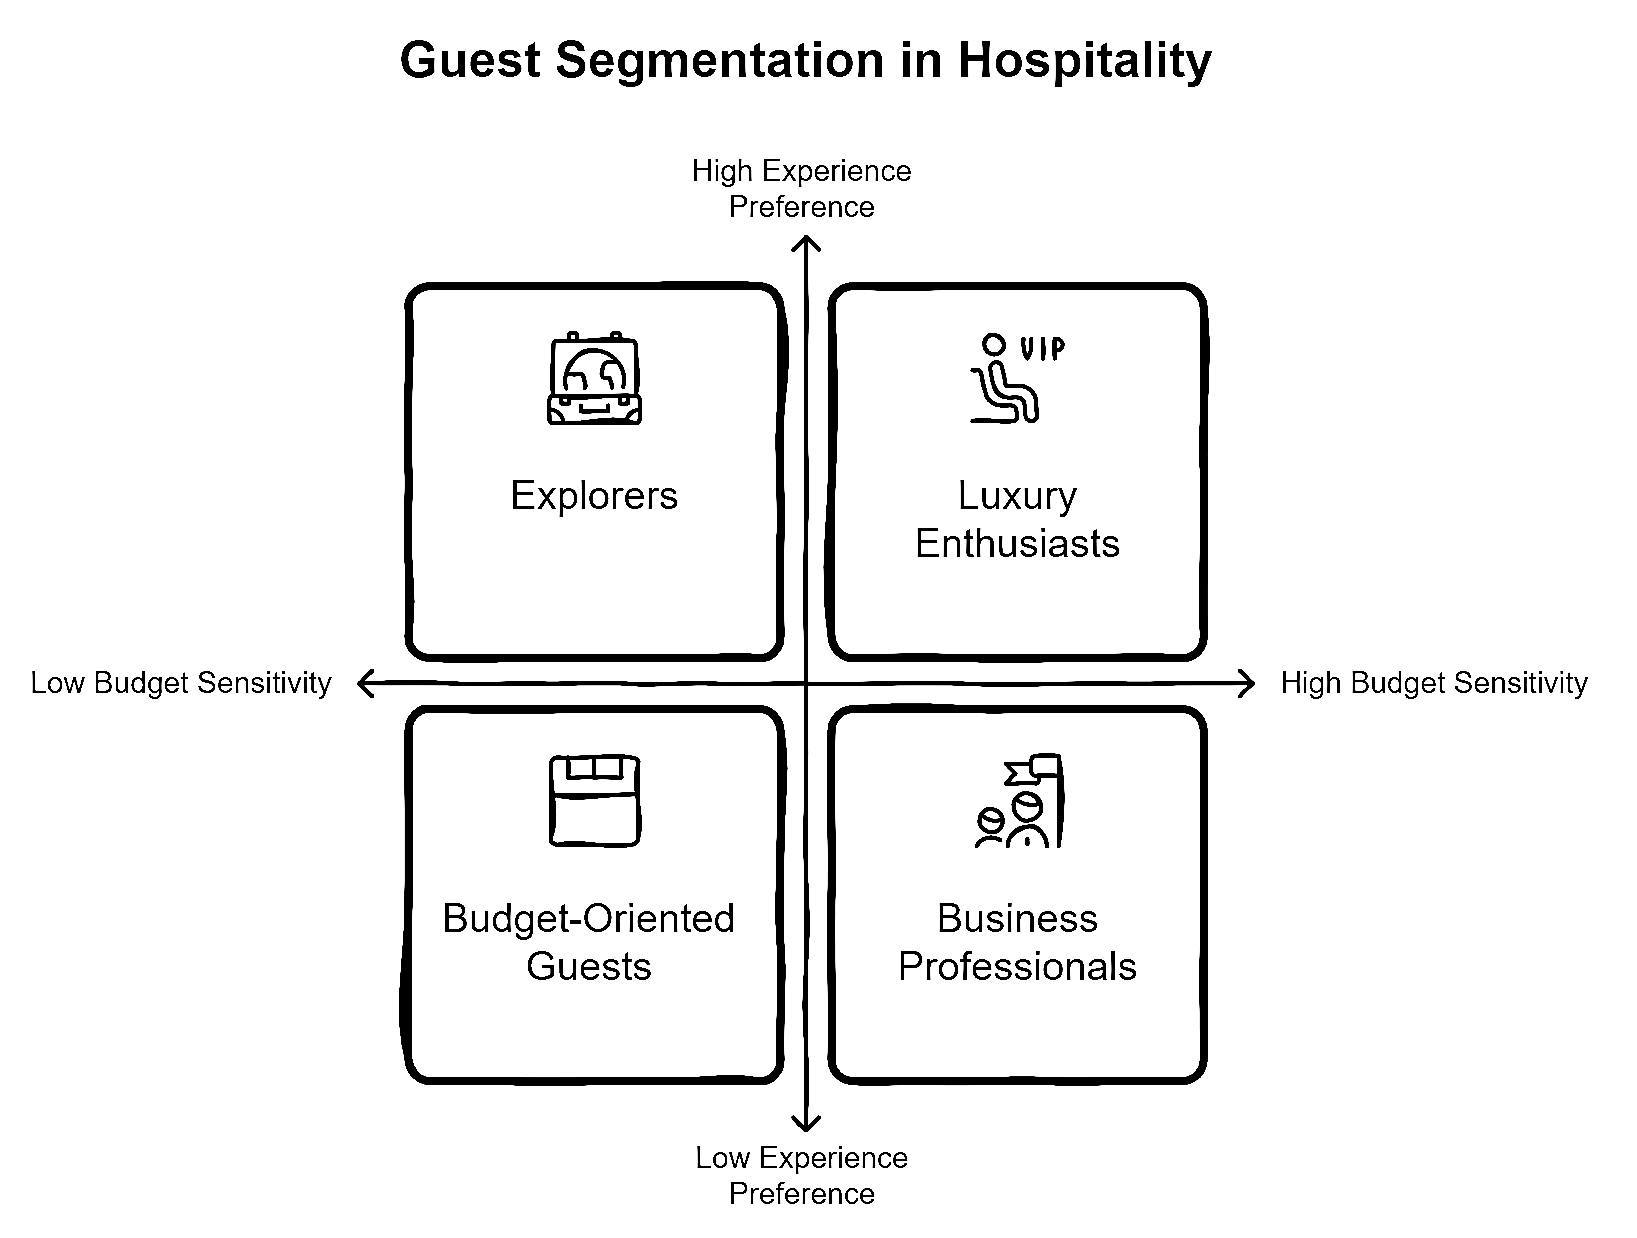 Guest Segmentation in Hospitality
High Experience
Preference
VIP
Explorers
Luxury
Enthusiasts
Low Budget Sensitivity
High Budget Sensitivity
Budget-Oriented
Guests
Business
Professionals
Low Experience
Preference